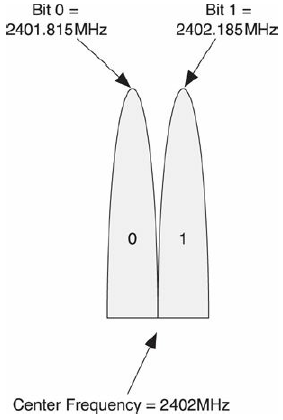 Bit 0 =
2401.815MHz
Bit 1 =
2402.185MHz
0
1
Center Frequency = 2402MHz